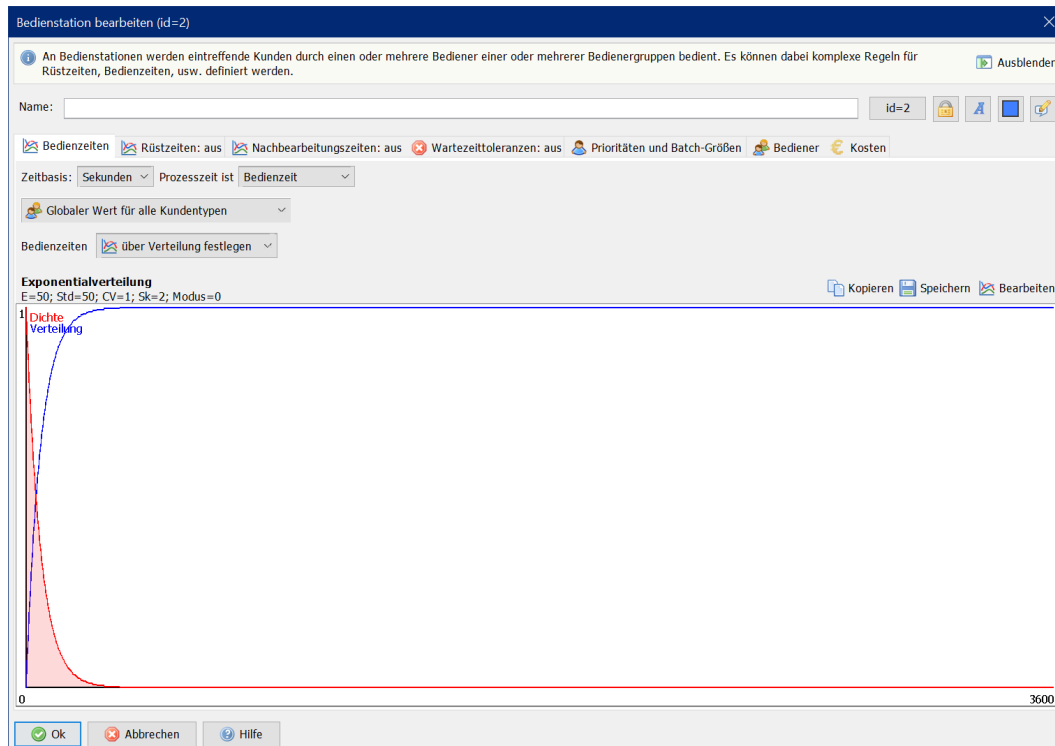 Bedienstation bearbeiten (id=2)
An Bedienstationen werden eintreffende Kunden durch einen oder mehrere Bediener einer oder mehrerer Bedienergruppen bedient. Es können dabei komplexe Regeln für
Rüstzeiten, Bedienzeiten, usw. definiert werden.
Ausblenden
Name:
id=2
Bedienzeiten Rüstzeiten: aus Nachbearbeitungszeiten: aus Wartezeittoleranzen: aus Prioritäten und Batch-Größen Bediener Kosten
Zeitbasis: Sekunden Prozesszeit ist Bedienzeit
Globaler Wert für alle Kundentypen
Bedienzeiten über Verteilung festlegen
Exponentialverteilung
E=50; Std=50; CV=1; Sk=2; Modus=0
Kopieren Speichern Bearbeiten
1
Dichte
Verteilung
0 3600
Ok Abbrechen Hilfe